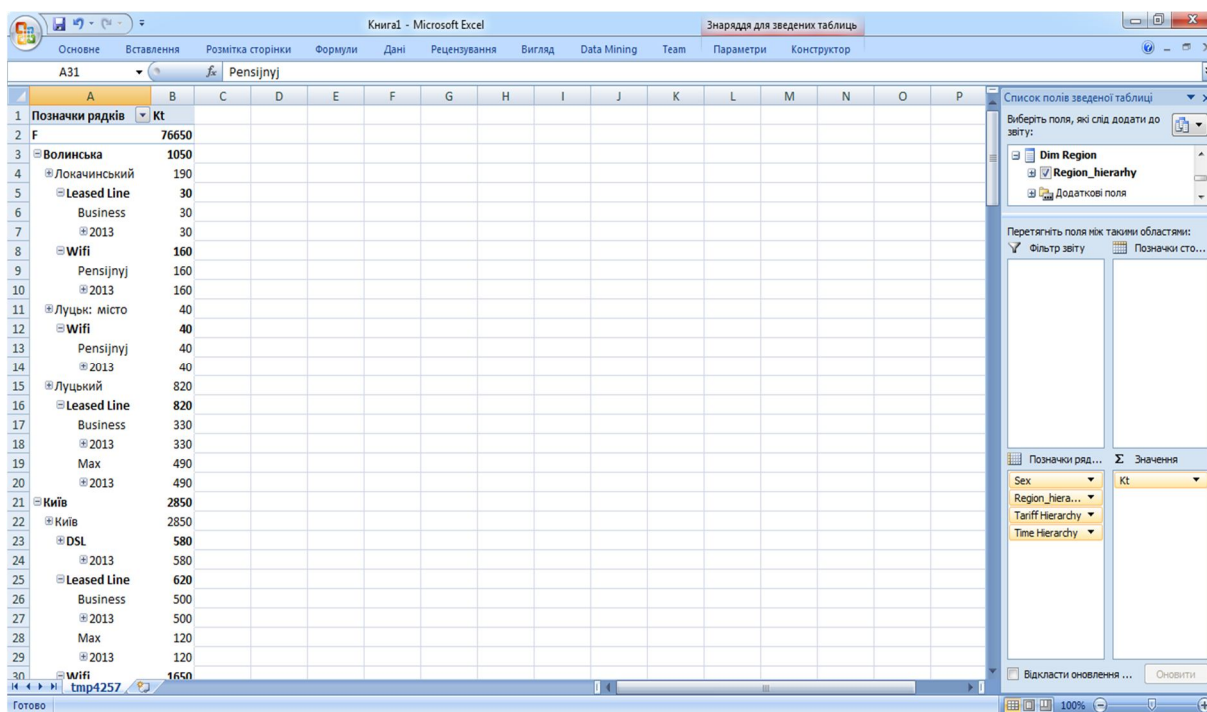 Книга1 - Microsoft Excel
Знаряддя для зведених таблиць
Основне Вставлення Розмітка сторінки Формули Дані Рецензування Вигляд Data Mining Team Параметри Конструктор
A31 fx Pensijnyj
A B C D E F G H I J K L M N O P
1 Позначки рядків Kt
2 F 76650
3 Волинська 1050
4 Локачинський 190
5 Leased Line 30
6 Business 30
7 2013 30
8 Wifi 160
9 Pensijnyj 160
10 2013 160
11 Луцьк: місто 40
12 Wifi 40
13 Pensijnyj 40
14 2013 40
15 Луцький 820
16 Leased Line 820
17 Business 330
18 2013 330
19 Max 490
20 2013 490
21 Київ 2850
22 Київ 2850
23 DSL 580
24 2013 580
25 Leased Line 620
26 Business 500
27 2013 500
28 Max 120
29 2013 120
30 Wifi 1650
tmp4257
Готово
100%
Список полів зведеної таблиці
Виберіть поля, які слід додати до
звіту:
Dim Region
Region_hierarhy
Додаткові поля
Перетягніть поля між такими областями:
Фільтр звіту Позначки сто...
Позначки ряд... Σ Значення
Sex Kt
Region_hiera...
Tariff Hierarchy
Time Hierarchy
Відкласти оновлення ... Оновити